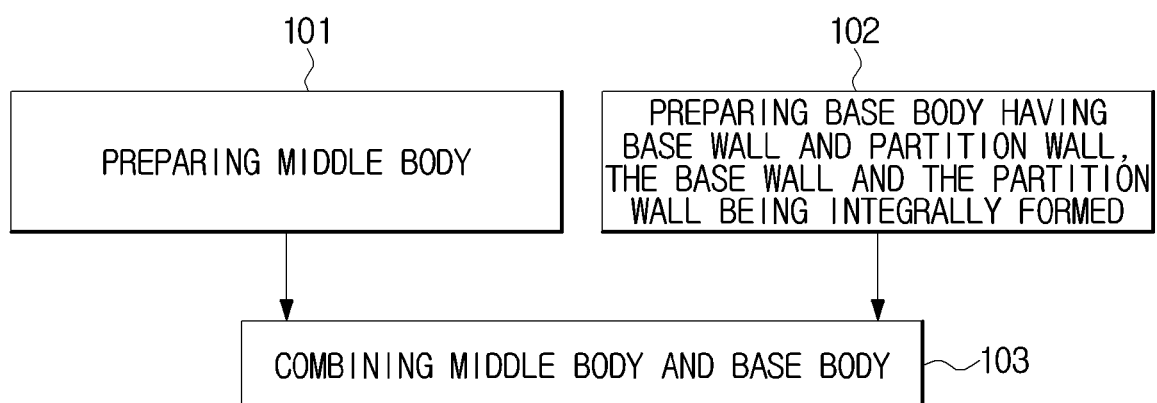 101
102
PREPARING MIDDLE BODY
PREPARING BASE BODY HAVING
BASE WALL AND PARTITION WALL,
THE BASE WALL AND THE PARTITION
WALL BEING INTEGRALLY FORMED
COMBINING MIDDLE BODY AND BASE BODY
103